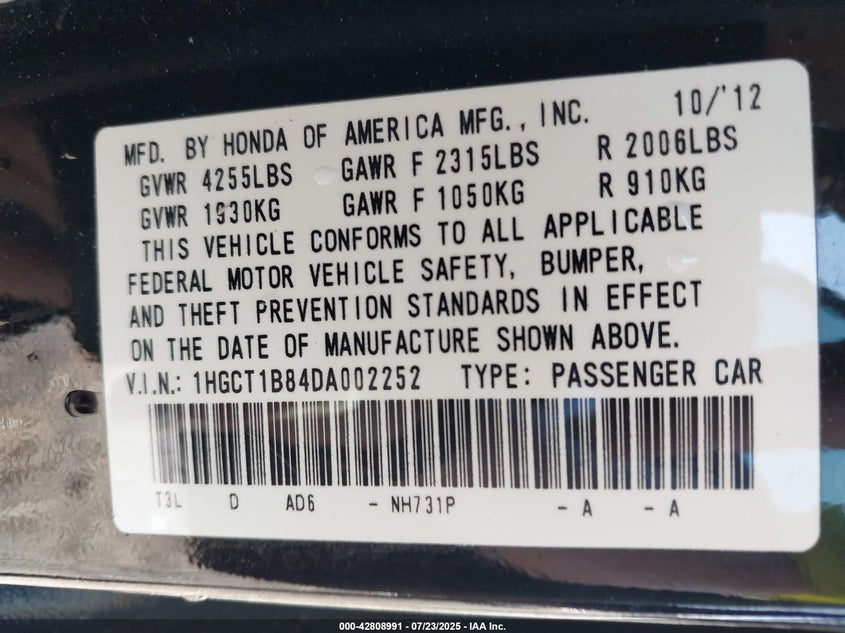 MFD. BY HONDA OF AMERICA MFG., INC. 10/'12
GVWR 4255LBS GAWR F 2315LBS R 2006LBS
GVWR 1930KG GAWR F 1050KG R 910KG
THIS VEHICLE CONFORMS TO ALL APPLICABLE
FEDERAL MOTOR VEHICLE SAFETY, BUMPER,
AND THEFT PREVENTION STANDARDS IN EFFECT
ON THE DATE OF MANUFACTURE SHOWN ABOVE.
V.I.N.: 1HGCT1B84DA002252 TYPE: PASSENGER CAR
T3L D AD6 - NH731P - A - A
000-42808991 - 07/23/2025 - IAA Inc.